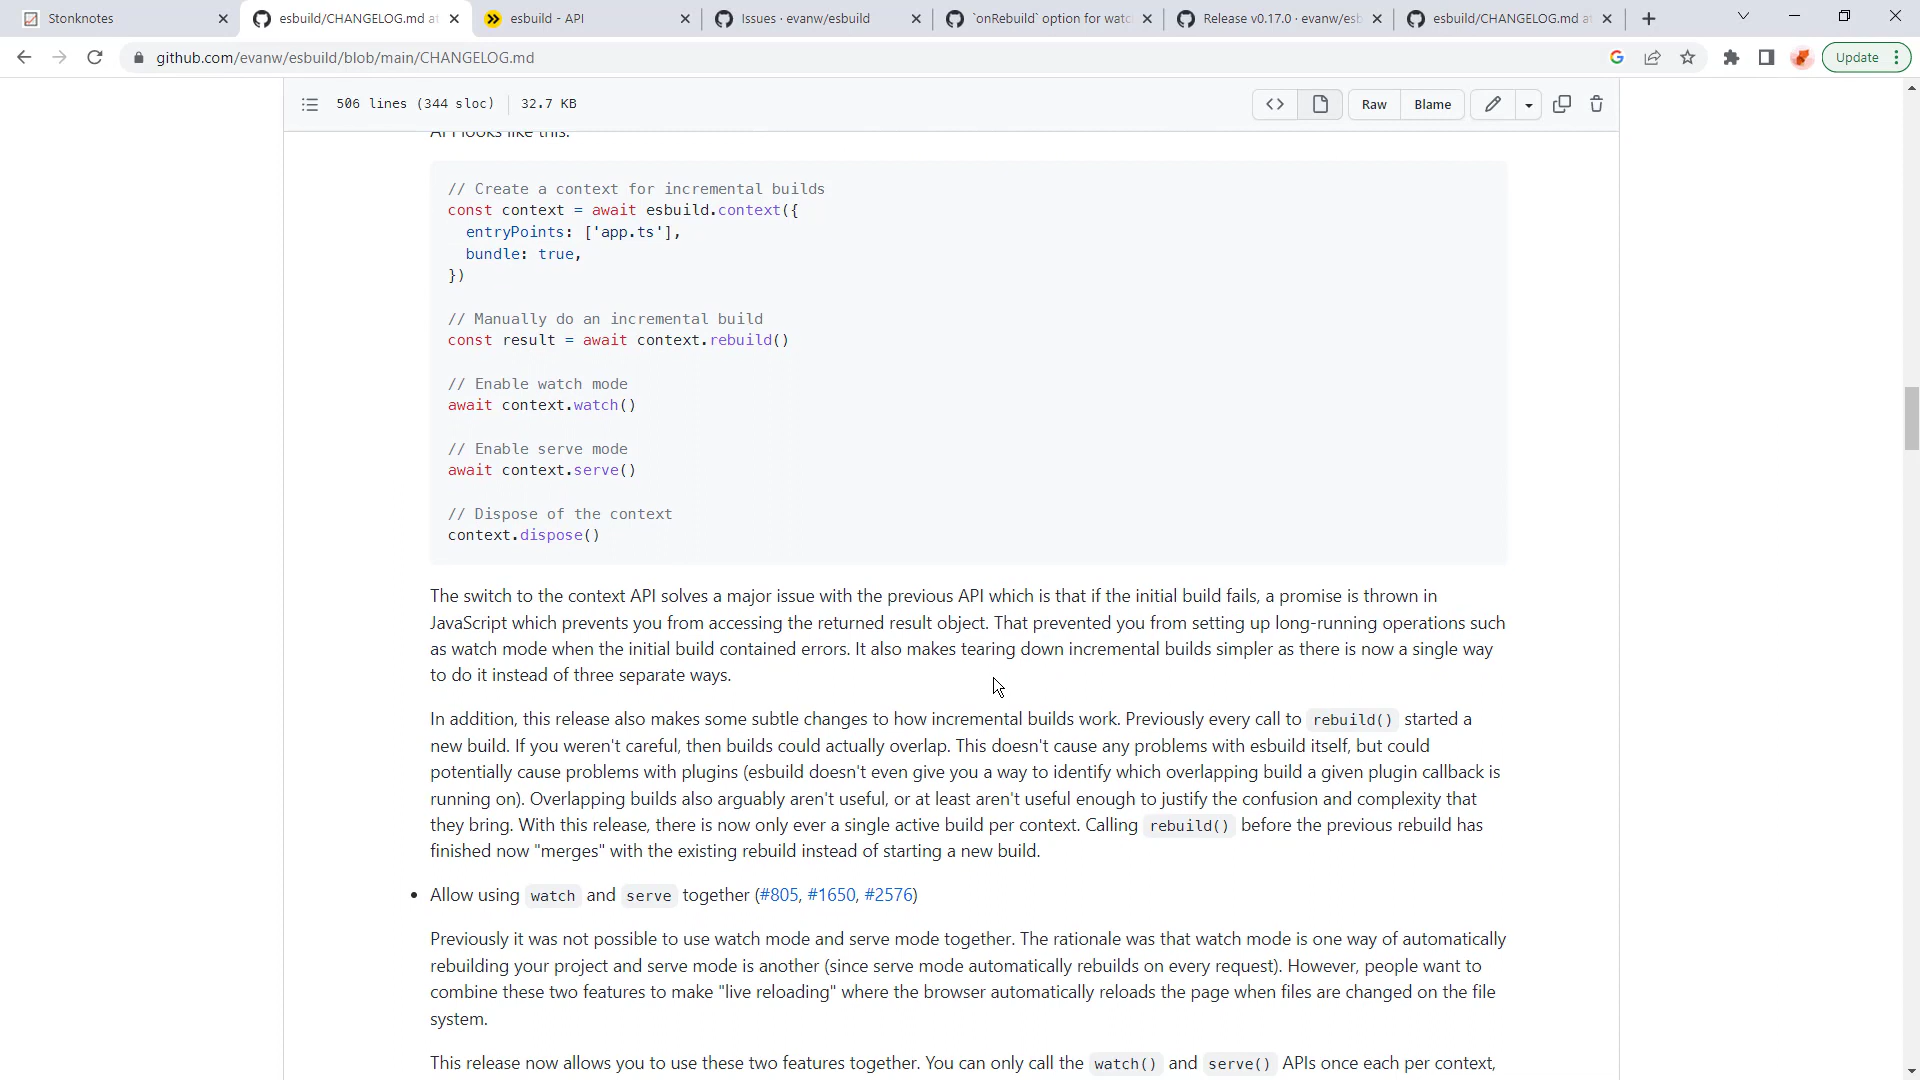 Stonknotes
esbuild/CHANGELOG.md at
esbuild - API
Issues · evanw/esbuild
`onRebuild` option for watc
Release v0.17.0 · evanw/esb
esbuild/CHANGELOG.md at
github.com/evanw/esbuild/blob/main/CHANGELOG.md
Update
506 lines (344 sloc) 32.7 KB
Raw
Blame
API looks like this:
// Create a context for incremental builds
const context = await esbuild.context({
entryPoints: ['app.ts'],
bundle: true,
})
// Manually do an incremental build
const result = await context.rebuild()
// Enable watch mode
await context.watch()
// Enable serve mode
await context.serve()
// Dispose of the context
context.dispose()
The switch to the context API solves a major issue with the previous API which is that if the initial build fails, a promise is thrown in
JavaScript which prevents you from accessing the returned result object. That prevented you from setting up long-running operations such
as watch mode when the initial build contained errors. It also makes tearing down incremental builds simpler as there is now a single way
to do it instead of three separate ways.
In addition, this release also makes some subtle changes to how incremental builds work. Previously every call to rebuild() started a
new build. If you weren't careful, then builds could actually overlap. This doesn't cause any problems with esbuild itself, but could
potentially cause problems with plugins (esbuild doesn't even give you a way to identify which overlapping build a given plugin callback is
running on). Overlapping builds also arguably aren't useful, or at least aren't useful enough to justify the confusion and complexity that
they bring. With this release, there is now only ever a single active build per context. Calling rebuild() before the previous rebuild has
finished now "merges" with the existing rebuild instead of starting a new build.
• Allow using watch and serve together (#805, #1650, #2576)
Previously it was not possible to use watch mode and serve mode together. The rationale was that watch mode is one way of automatically
rebuilding your project and serve mode is another (since serve mode automatically rebuilds on every request). However, people want to
combine these two features to make "live reloading" where the browser automatically reloads the page when files are changed on the file
system.
This release now allows you to use these two features together. You can only call the watch() and serve() APIs once each per context,